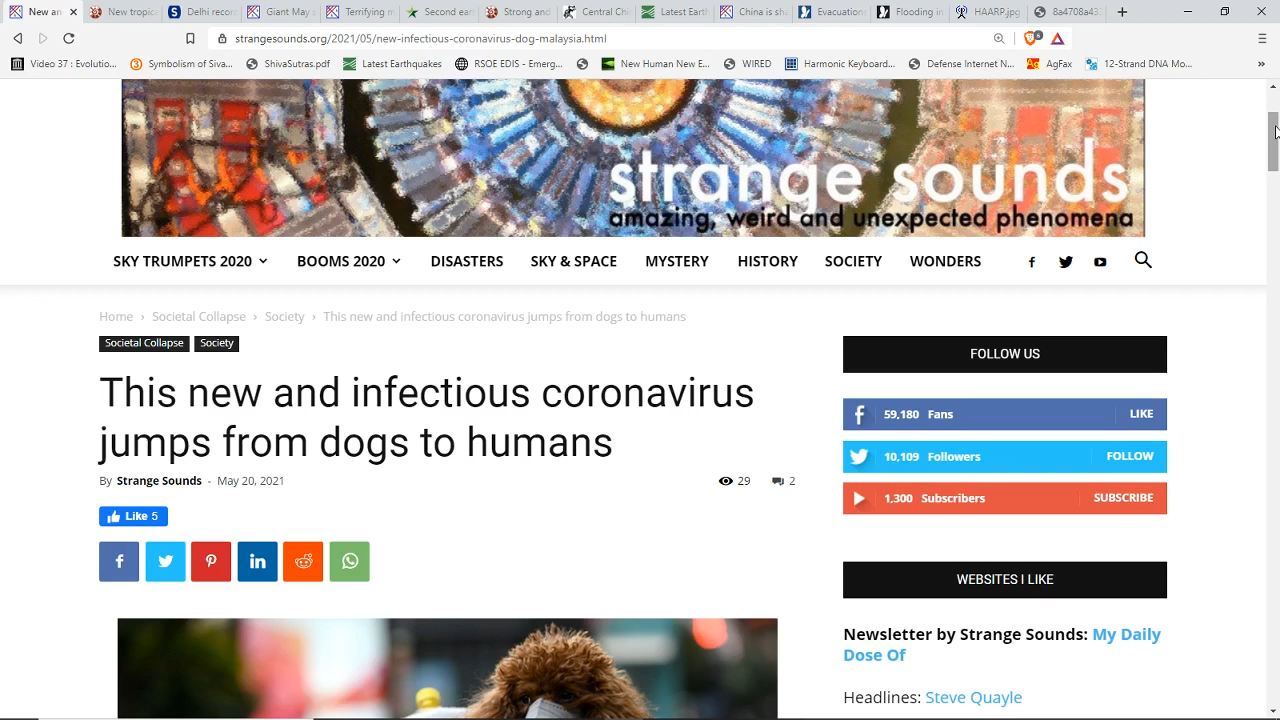 New an
New tropic
Delhi recor
Giant May s
Terrifying m
Second ear
Strong and
Central Chi
Latest Earth
China is sha
Evacuations
Flooding in
HAARP.jpg
8a4708a43
strangesounds.org/2021/05/new-infectious-coronavirus-dog-malaysia.html
6
Video 37 : Evolutio...
Symbolism of Siva...
ShivaSutras.pdf
Latest Earthquakes
RSOE EDIS - Emerg...
New Human New E...
WIRED
Harmonic Keyboard...
Defense Internet N...
AgFax
12-Strand DNA Mo...
»
strange sounds
amazing, weird and unexpected phenomena
SKY TRUMPETS 2020
BOOMS 2020
DISASTERS
SKY & SPACE
MYSTERY
HISTORY
SOCIETY
WONDERS
Home › Societal Collapse › Society › This new and infectious coronavirus jumps from dogs to humans
Societal Collapse
Society
This new and infectious coronavirus
jumps from dogs to humans
By Strange Sounds - May 20, 2021
29
2
Like 5
FOLLOW US
59,180 Fans
LIKE
10,109 Followers
FOLLOW
1,300 Subscribers
SUBSCRIBE
WEBSITES I LIKE
Newsletter by Strange Sounds: My Daily
Dose Of
Headlines: Steve Quayle